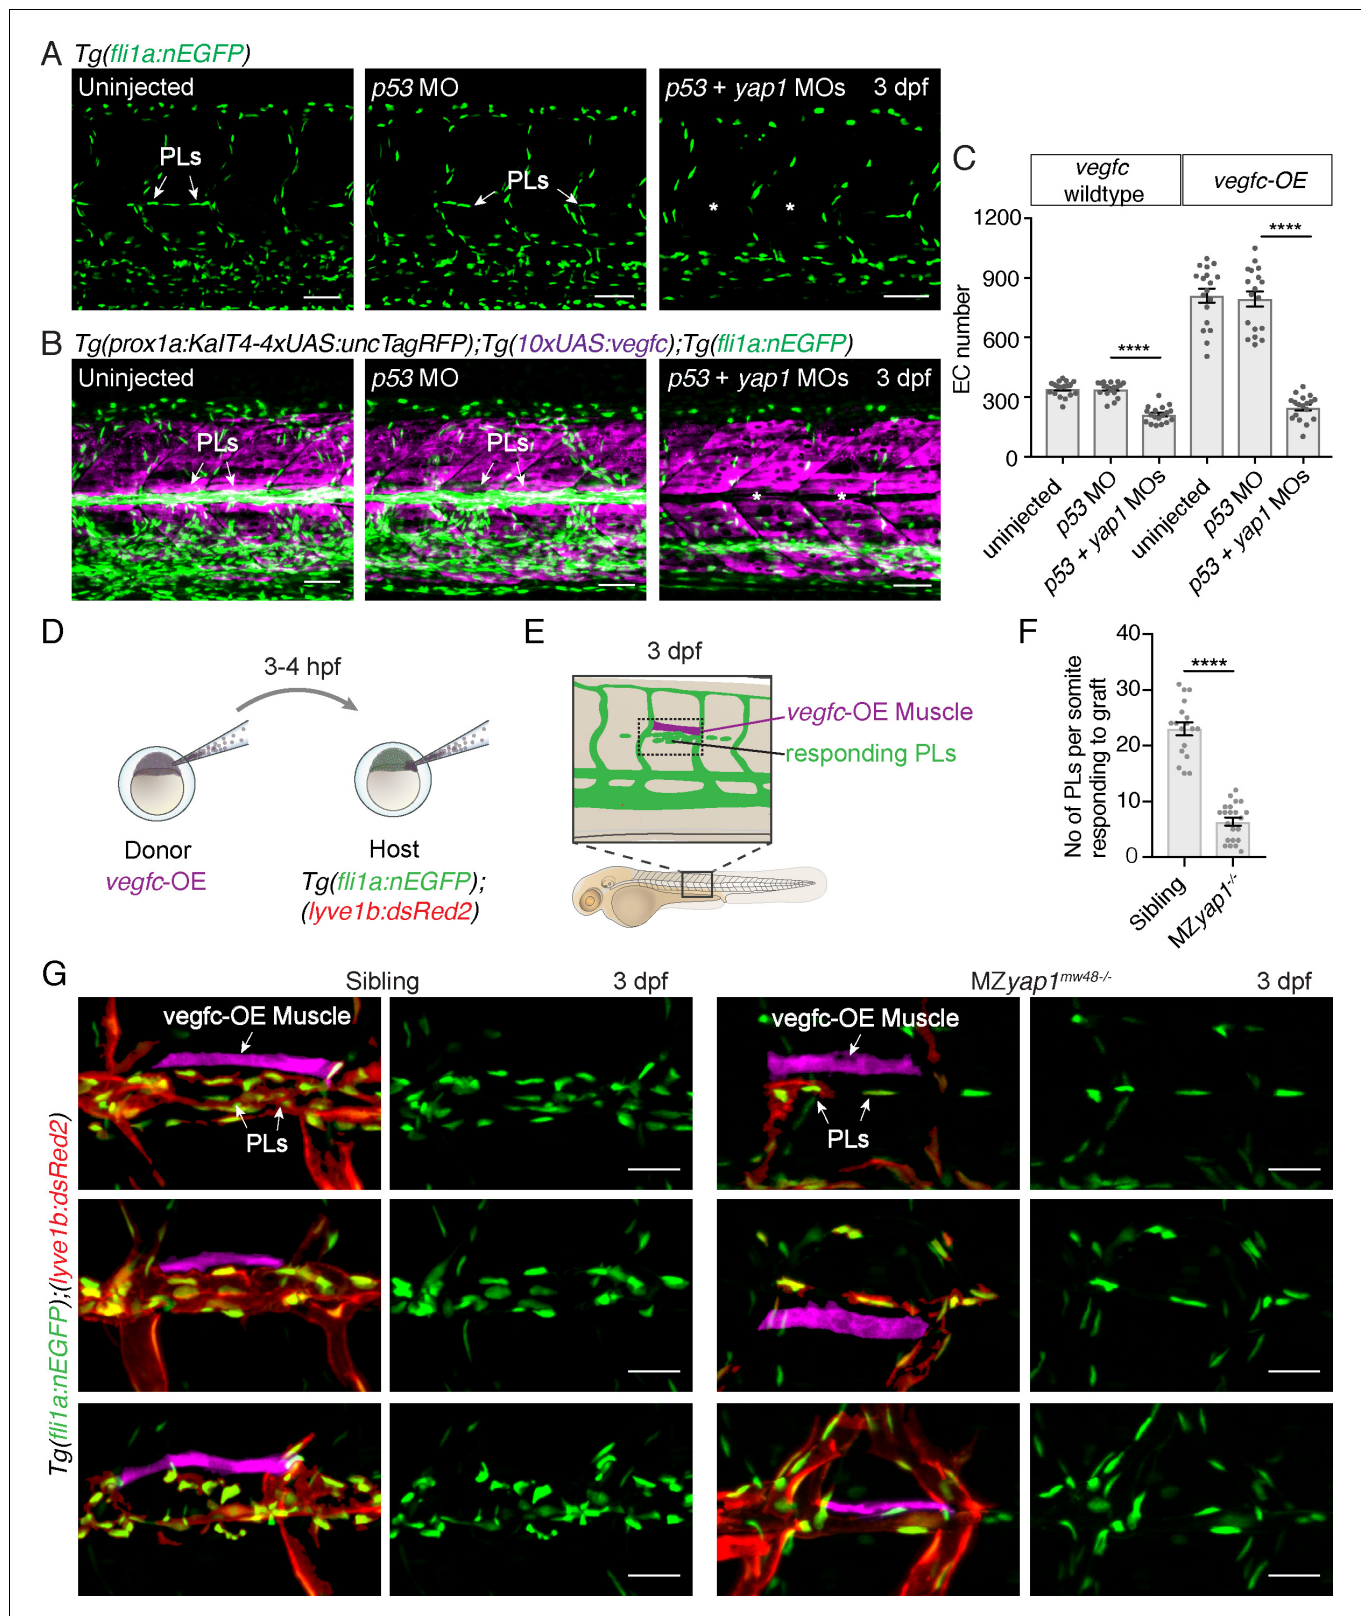 A Tg(fli1a:nEGFP)
Uninjected
PLs
p53 MO
PLs
p53 + yap1 MOs 3 dpf
* *
B Tg(prox1a:KalT4-4xUAS:uncTagRFP);Tg(10xUAS:vegfc);Tg(fli1a:nEGFP)
Uninjected
PLs
p53 MO
PLs
p53 + yap1 MOs 3 dpf
* *
C
vegfc
wildtype
vegfc-OE
EC number
1200
900
600
300
0
****
****
uninjected
p53 MO
p53 + yap1 MOs
uninjected
p53 MO
p53 + yap1 MOs
D
3-4 hpf
Donor
vegfc-OE
Host
Tg(fli1a:nEGFP);
(lyve1b:dsRed2)
E
3 dpf
vegfc-OE Muscle
responding PLs
F
No of PLs per somite
responding to graft
40
30
20
10
0
****
Sibling
MZyap1-/-
G
Sibling 3 dpf
MZyap1mw48-/- 3 dpf
Tg(fli1a:nEGFP);(lyve1b:dsRed2)
vegfc-OE Muscle
PLs
vegfc-OE Muscle
PLs